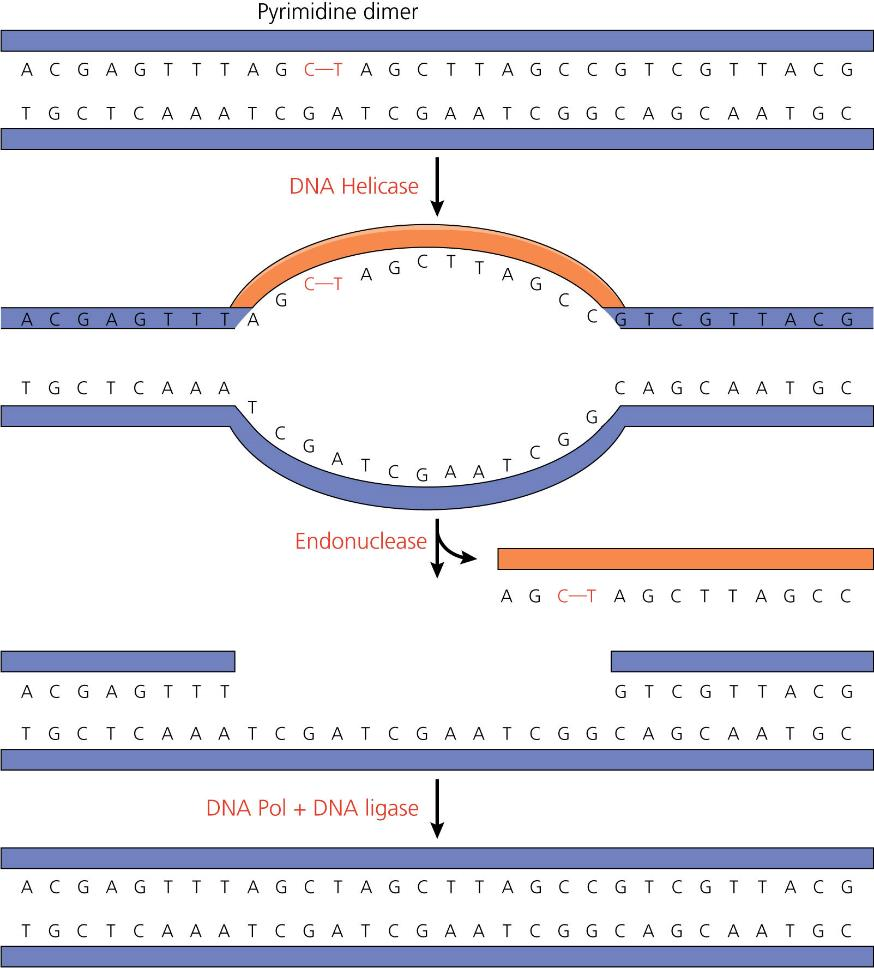 Pyrimidine dimer
A C G A G T T T A G C—T A G C T T A G C C G T C G T T A C G
T G C T C A A A T C G A T C G A A T C G G C A G C A A T G C
DNA Helicase
A C G A G T T T A G C—T A G C T T A G C C G T C G T T A C G
T G C T C A A A T C G A T C G A A T C G G C A G C A A T G C
Endonuclease
A G C—T A G C T T A G C C
A C G A G T T T G T C G T T A C G
T G C T C A A A T C G A T C G A A T C G G C A G C A A T G C
DNA Pol + DNA ligase
A C G A G T T T A G C T A G C T T A G C C G T C G T T A C G
T G C T C A A A T C G A T C G A A T C G G C A G C A A T G C